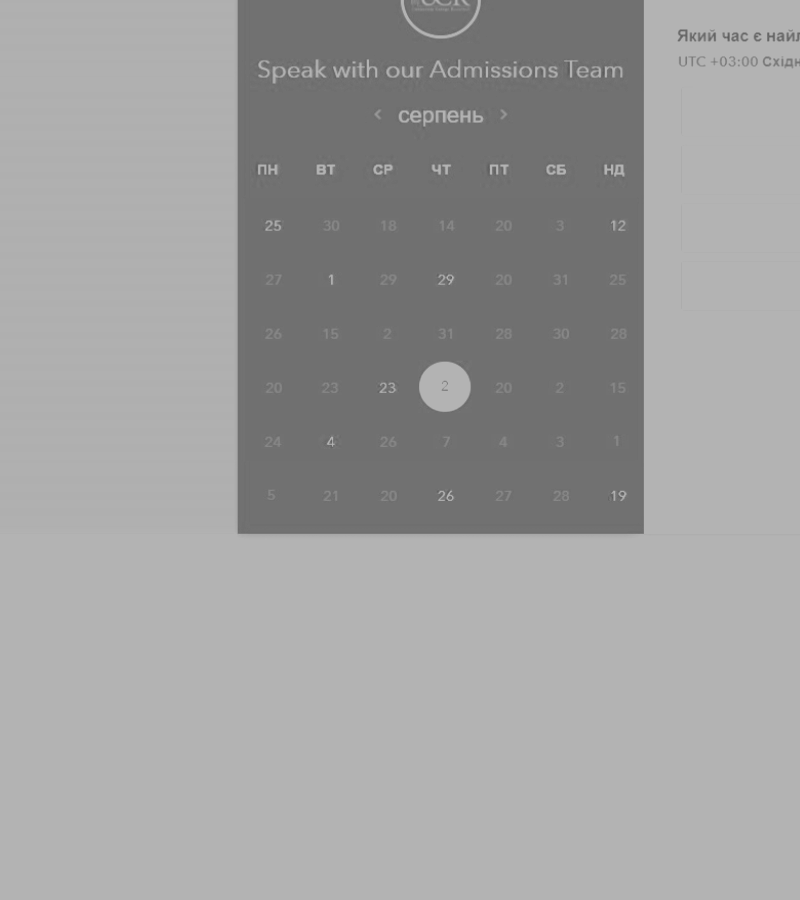 UCR
Speak with our Admissions Team
‹ серпень ›
ПН ВТ СР ЧТ ПТ СБ НД
25 30 18 14 20 3 12
27 1 29 29 20 31 25
26 15 2 31 28 30 28
20 23 23 2 20 2 15
24 4 26 7 4 3 1
5 21 20 26 27 28 19
Який час є най
UTC +03:00 Східн